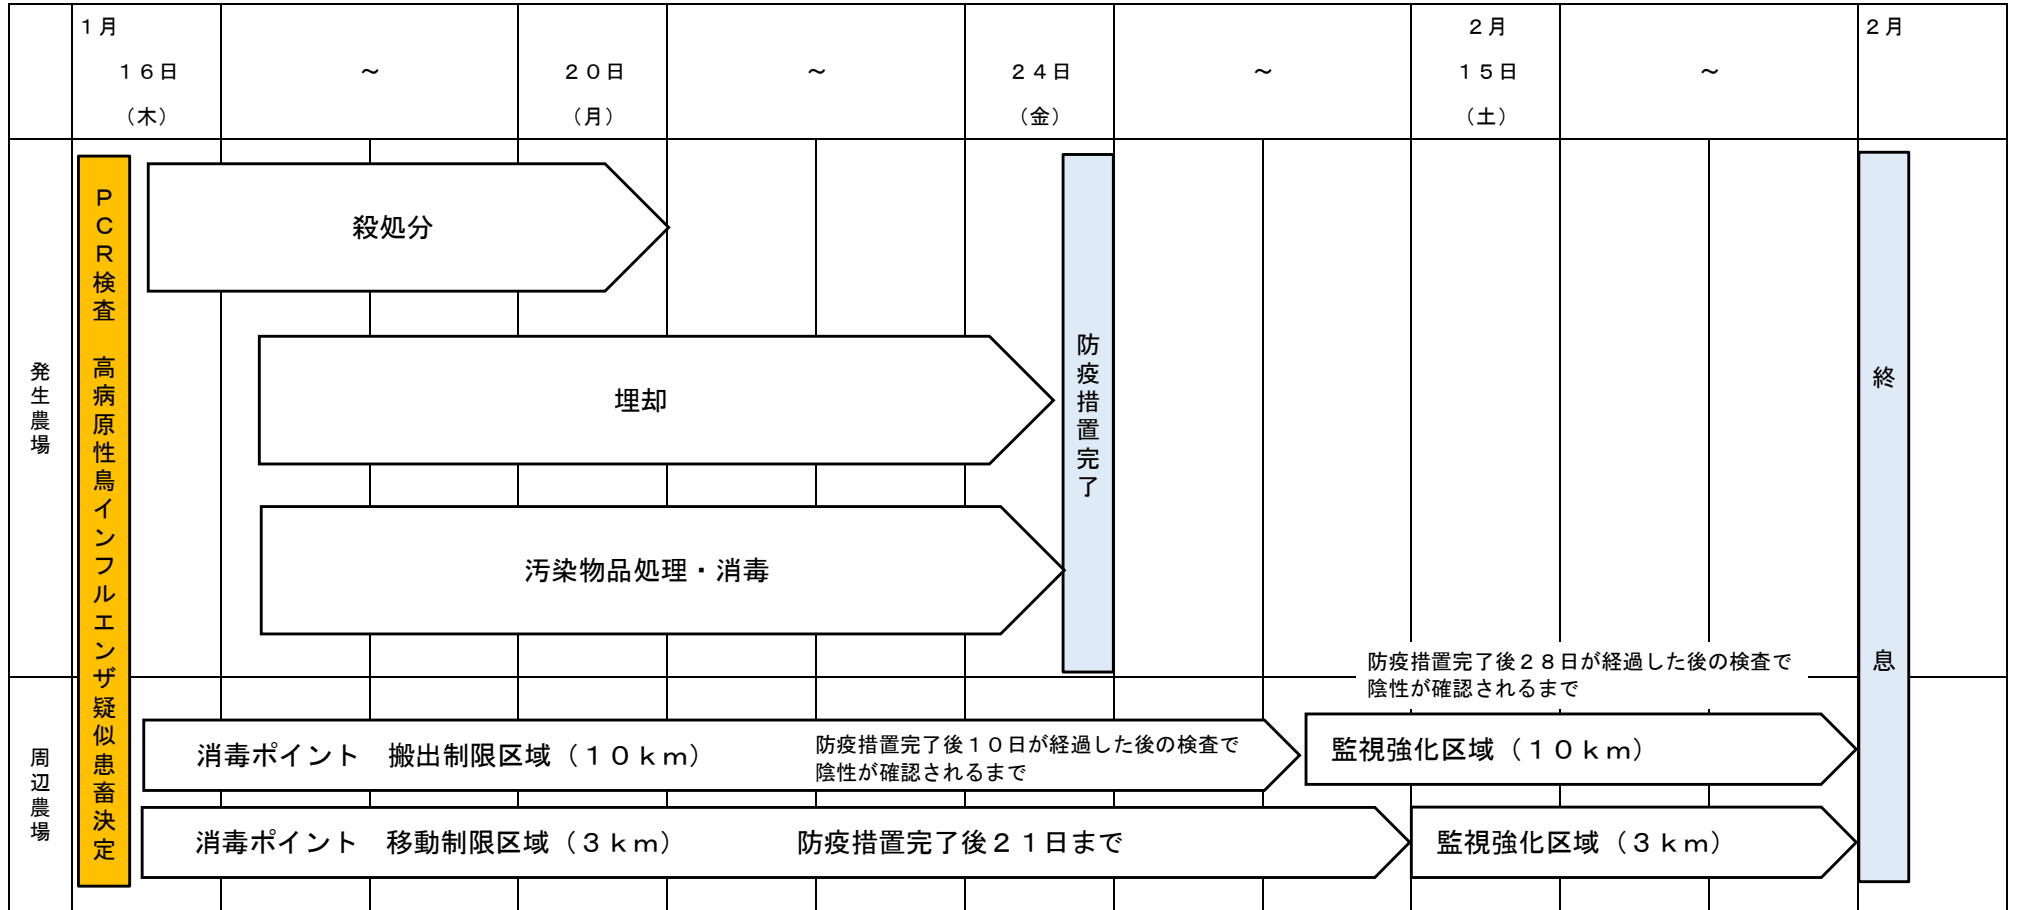 1月
16日
～
20日
～
24日
～
2月
15日
～
2月
（木）
（月）
（金）
（土）
発生農場
PCR検査　高病原性鳥インフルエンザ疑似患畜決定
殺処分
埋却
汚染物品処理・消毒
防疫措置完了
終息
防疫措置完了後２８日が経過した後の検査で
陰性が確認されるまで
周辺農場
消毒ポイント　搬出制限区域（１０ｋｍ）
防疫措置完了後１０日が経過した後の検査で
陰性が確認されるまで
監視強化区域（１０ｋｍ）
消毒ポイント　移動制限区域（３ｋｍ）
防疫措置完了後２１日まで
監視強化区域（３ｋｍ）